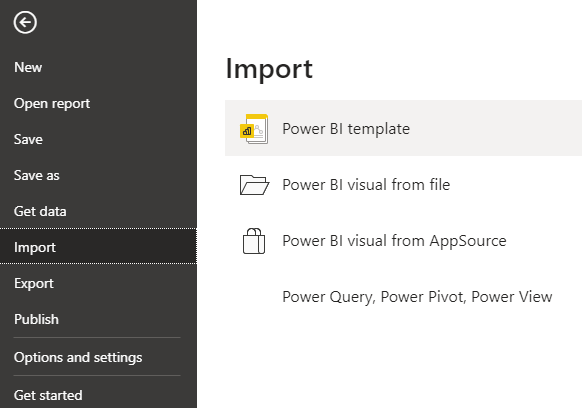 New
Open report
Save
Save as
Get data
Import
Export
Publish
Options and settings
Get started
Import
Power BI template
Power BI visual from file
Power BI visual from AppSource
Power Query, Power Pivot, Power View